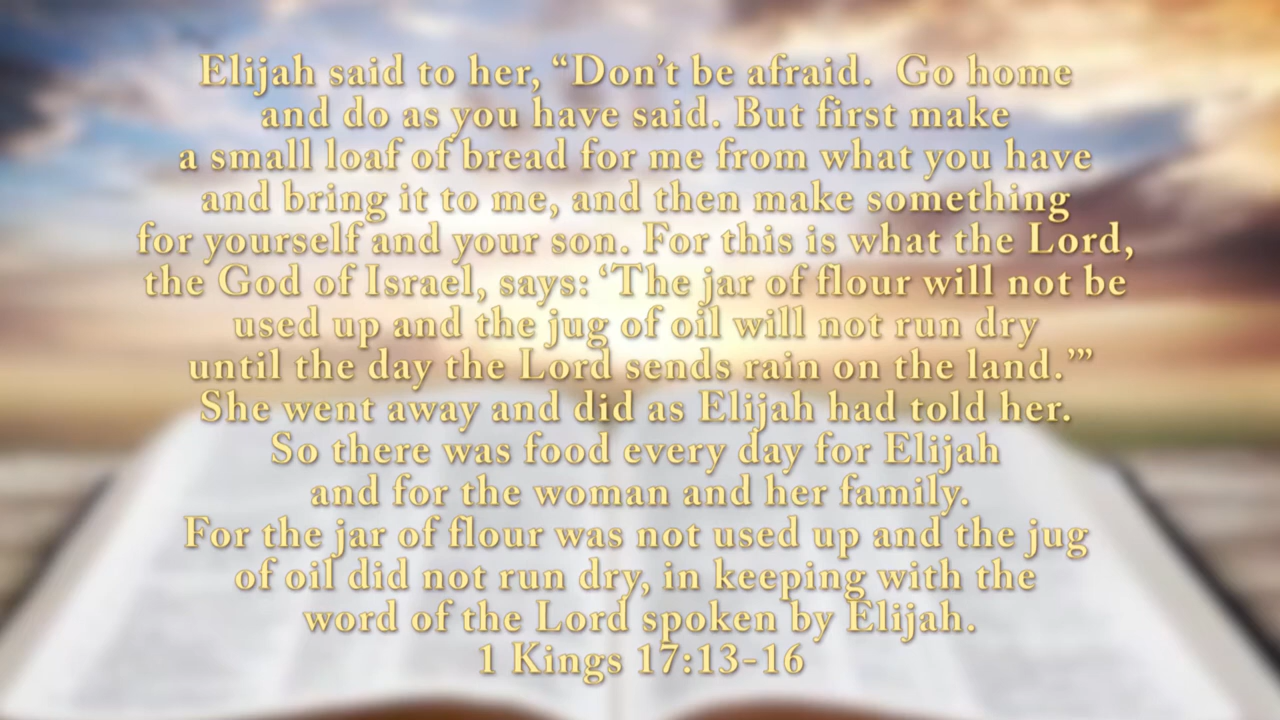 Elijah said to her, “Don’t be afraid.  Go home
and do as you have said. But first make
a small loaf of bread for me from what you have
and bring it to me, and then make something
for yourself and your son. For this is what the Lord,
the God of Israel, says: ‘The jar of flour will not be
used up and the jug of oil will not run dry
until the day the Lord sends rain on the land.’”
She went away and did as Elijah had told her.
So there was food every day for Elijah
and for the woman and her family.
For the jar of flour was not used up and the jug
of oil did not run dry, in keeping with the
word of the Lord spoken by Elijah.
1 Kings 17:13-16